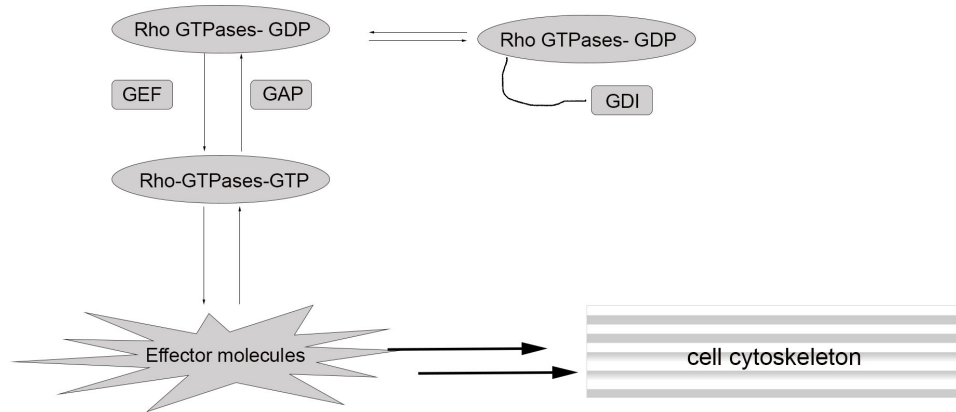 Rho GTPases- GDP
Rho GTPases- GDP
GEF
GAP
GDI
Rho-GTPases-GTP
Effector molecules
cell cytoskeleton